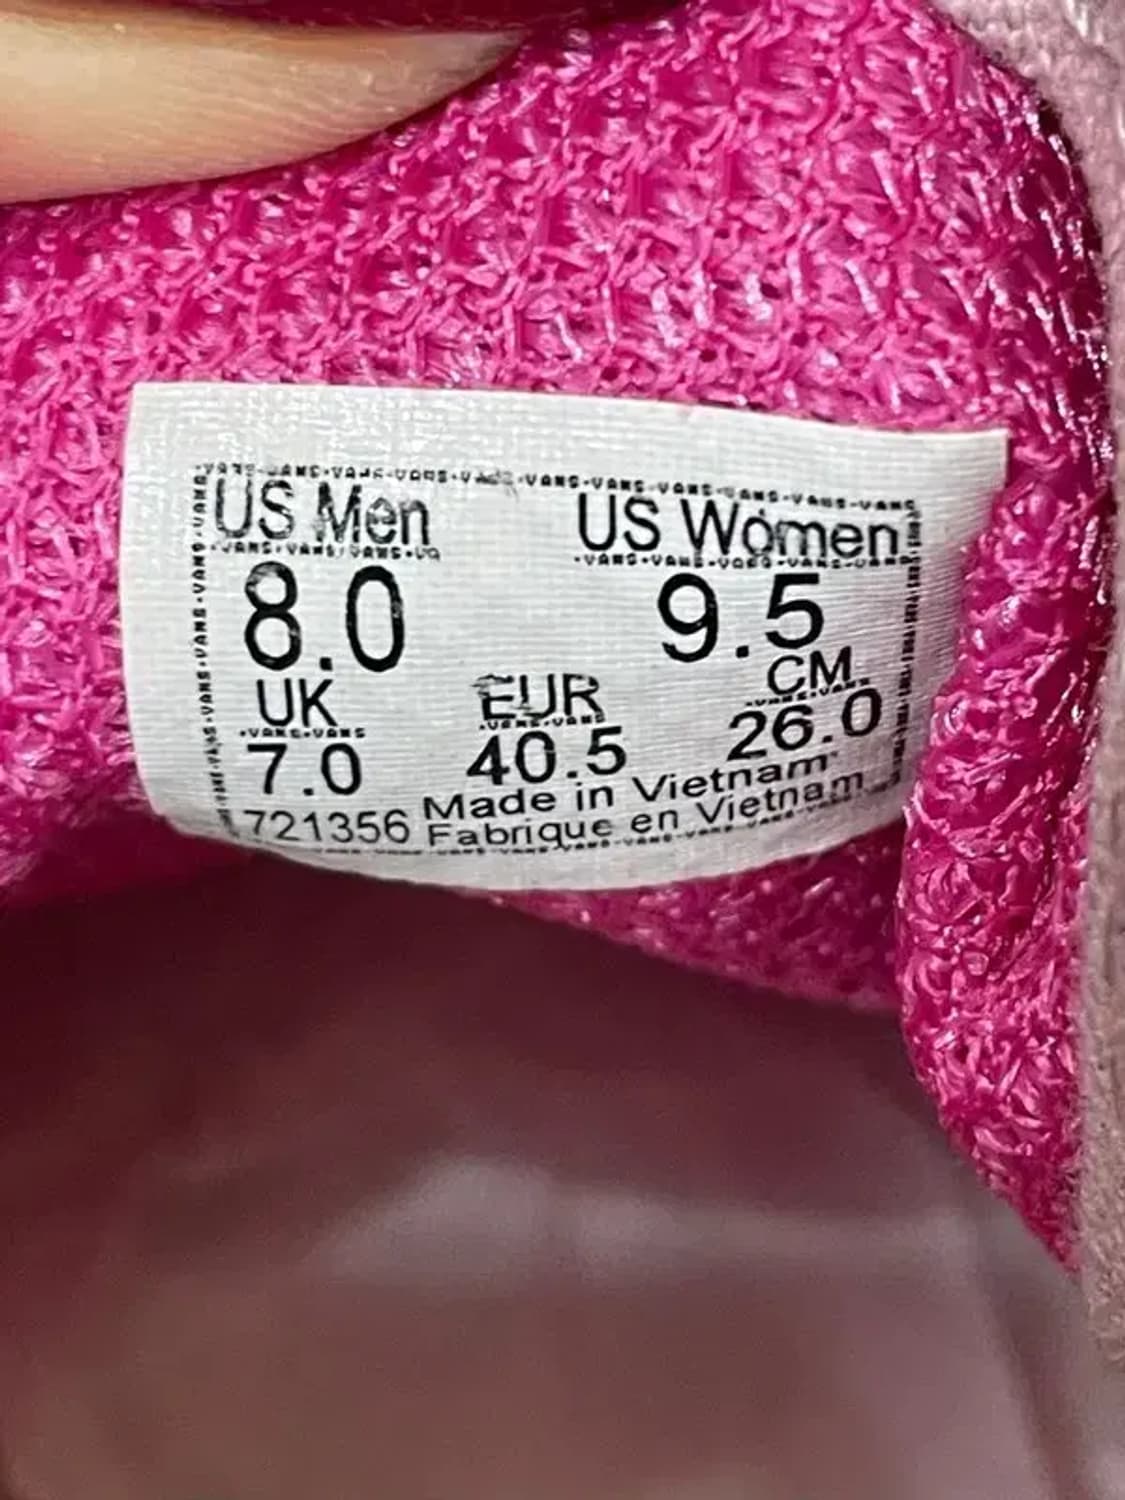 US Men US Women
8.0 9.5
UK EUR CM
7.0 40.5 26.0
721356 Made in Vietnam
Fabrique en Vietnam